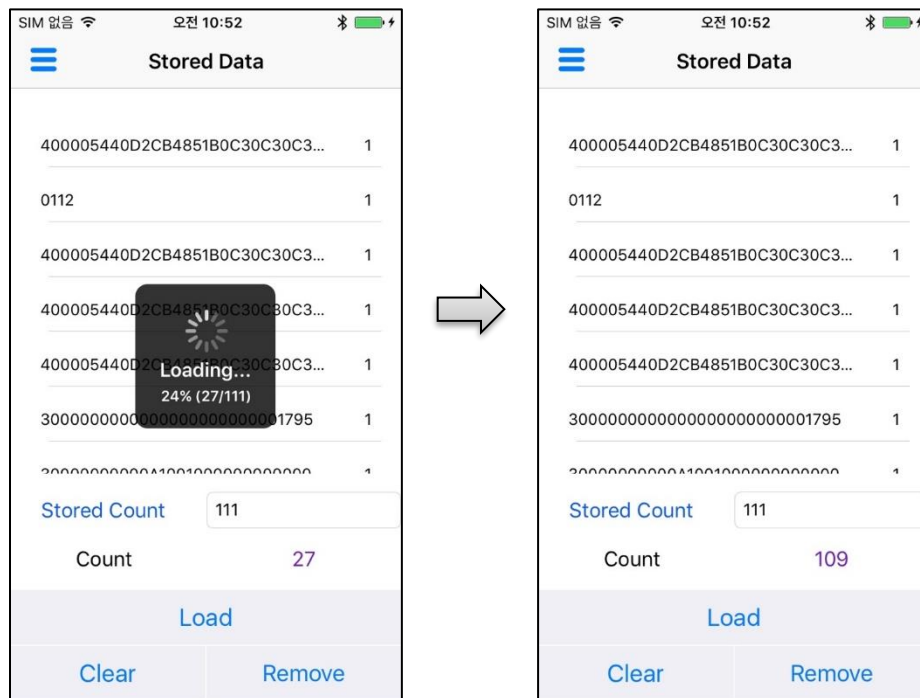 SIM 없음 오전 10:52
Stored Data
400005440D2CB4851B0C30C30C3... 1
0112 1
400005440D2CB4851B0C30C30C3... 1
400005440D2CB4851B0C30C30C3... 1
400005440D2CB4851B0C30C30C3... 1
Loading...
24% (27/111)
300000000000000000000001795 1
Stored Count 111
Count 27
Load
Clear Remove
SIM 없음 오전 10:52
Stored Data
400005440D2CB4851B0C30C30C3... 1
0112 1
400005440D2CB4851B0C30C30C3... 1
400005440D2CB4851B0C30C30C3... 1
400005440D2CB4851B0C30C30C3... 1
300000000000000000000001795 1
Stored Count 111
Count 109
Load
Clear Remove